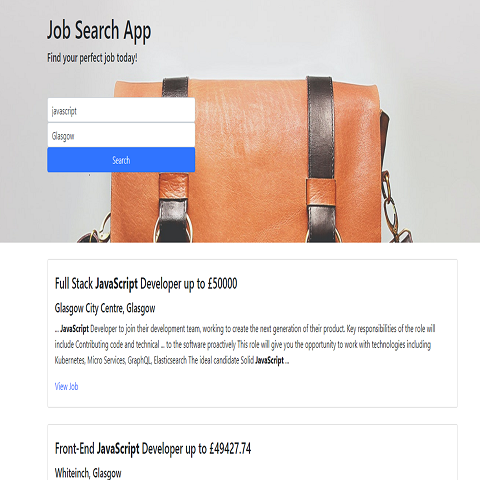 Job Search App
Find your perfect job today!
javascript
Glasgow
Search
Full Stack JavaScript Developer up to £50000
Glasgow City Centre, Glasgow
... JavaScript Developer to join their development team, working to create the next generation of their product. Key responsibilities of the role will
include Contributing code and technical ... to the software proactively This role will give you the opportunity to work with technologies including
Kubernetes, Micro Services, GraphQL, Elasticsearch The ideal candidate Solid JavaScript ...
View Job
Front-End JavaScript Developer up to £49427.74
Whiteinch, Glasgow